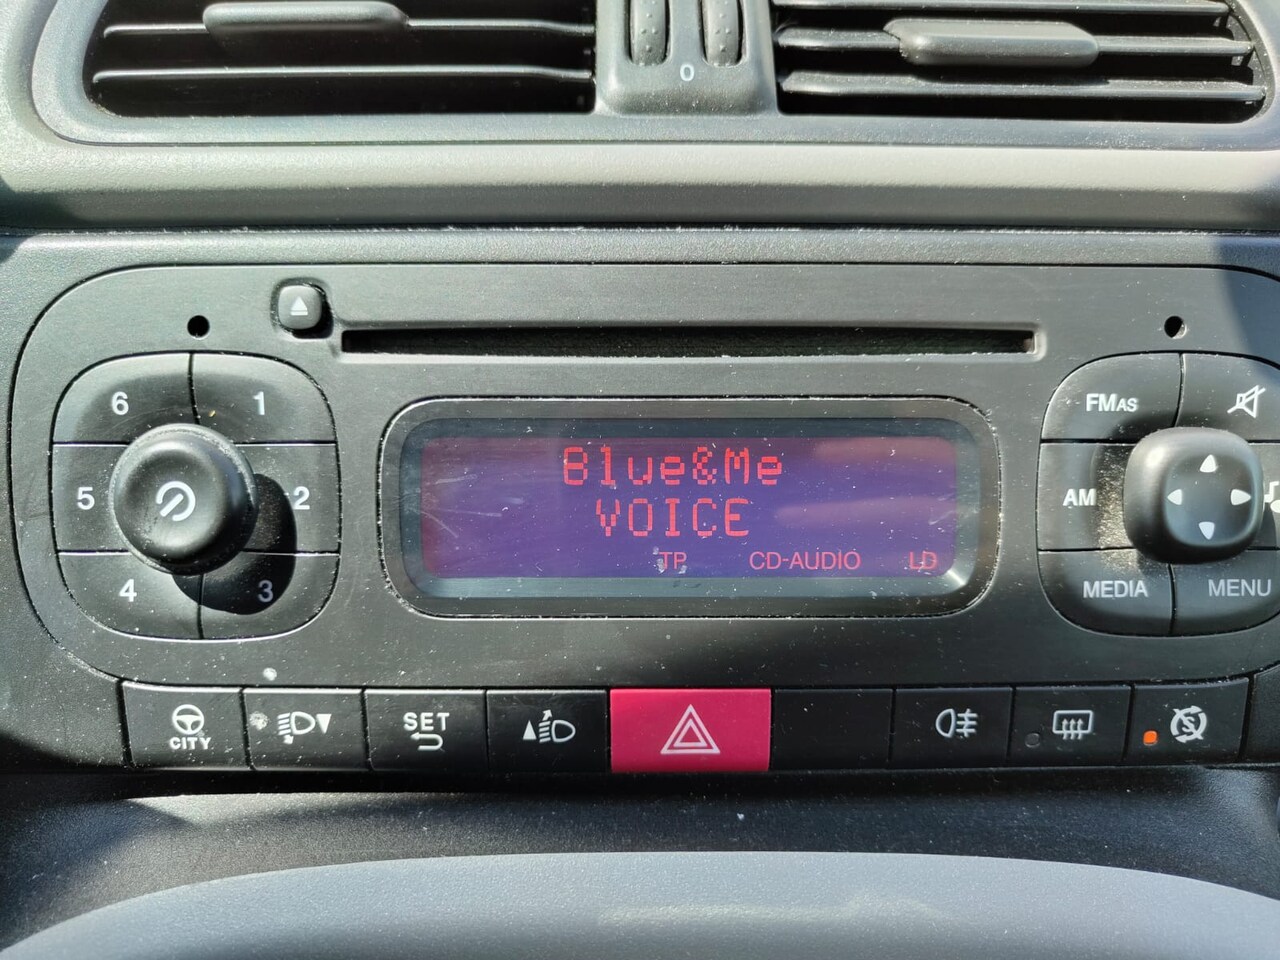 0
6 1
5 2
4 3
Blue&Me
VOICE
TP CD-AUDIO LD
FMAS
AM
MEDIA MENU
CITY
SET